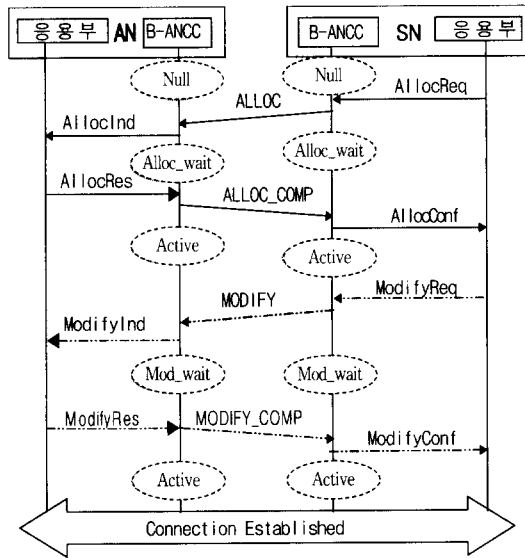 응용부 AN B-ANCC B-ANCC SN 응용부
Null Null
AllocReq
ALLOC
AllocInd
Alloc_wait Alloc_wait
AllocRes
ALLOC_COMP
AllocConf
Active Active
ModifyReq
MODIFY
ModifyInd
Mod_wait Mod_wait
ModifyRes
MODIFY_COMP
ModifyConf
Active Active
Connection Established